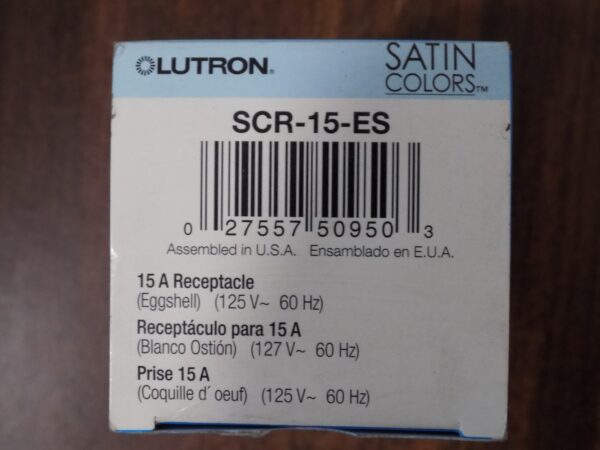 LUTRON®
SATIN
COLORS™
SCR-15-ES
0 27557 50950 3
Assembled in U.S.A. Ensamblado en E.U.A.
15 A Receptacle
(Eggshell) (125 V~ 60 Hz)
Receptáculo para 15 A
(Blanco Ostión) (127 V~ 60 Hz)
Prise 15 A
(Coquille d´ oeuf) (125 V~ 60 Hz)